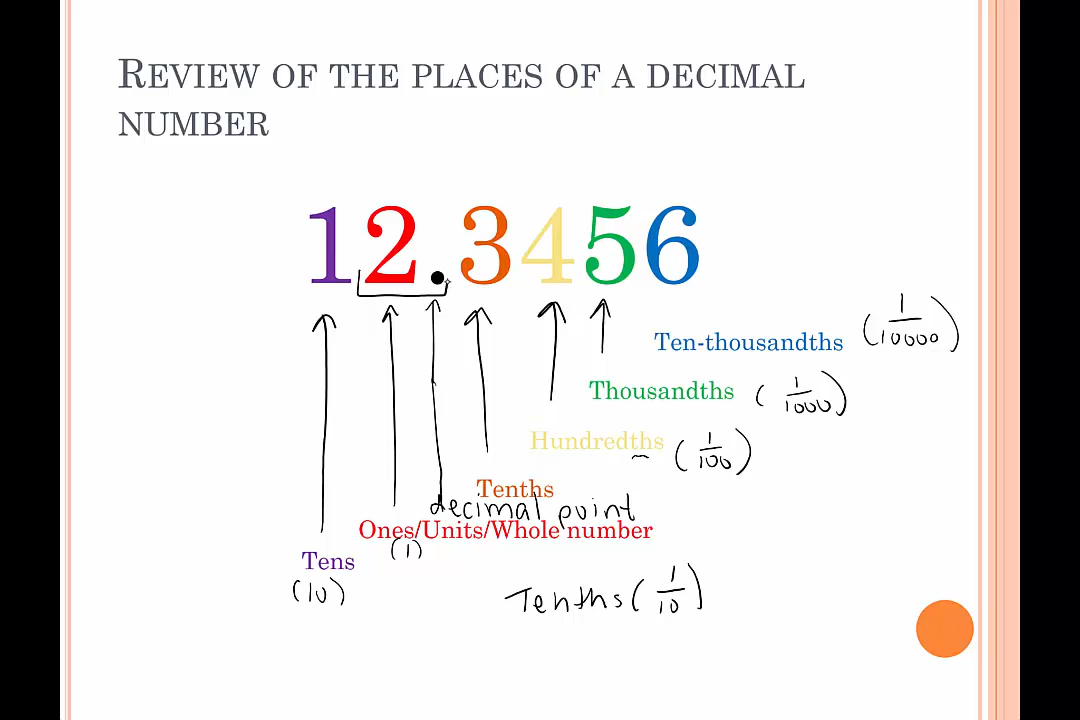 REVIEW OF THE PLACES OF A DECIMAL
NUMBER
12.3456
Ten-thousandths (1/10000)
Thousandths (1/1000)
Hundredths (1/100)
Tenths
decimal point
Ones/Units/Whole number
(1)
Tens
(10)
Tenths (1/10)